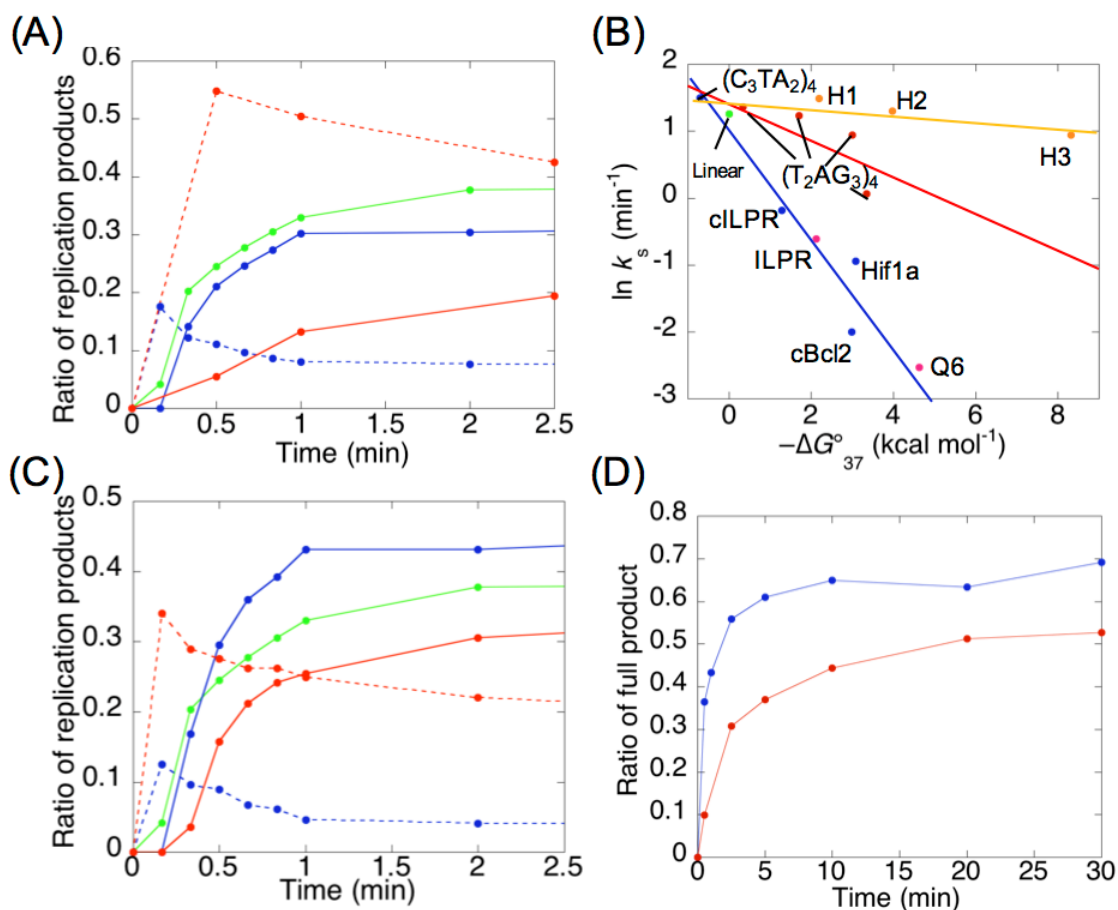 (A)
Ratio of replication products
0.6
0.5
0.4
0.3
0.2
0.1
0
0 0.5 1 1.5 2 2.5
Time (min)
(B)
ln kₛ (min⁻¹)
2
1
0
-1
-2
-3
(C₃TA₂)₄
H1
H2
H3
Linear
(T₂AG₃)₄
cILPR
ILPR
Hif1a
cBcl2
Q6
0 2 4 6 8
−ΔG°₃₇ (kcal mol⁻¹)
(C)
Ratio of replication products
0.5
0.4
0.3
0.2
0.1
0
0 0.5 1 1.5 2 2.5
Time (min)
(D)
Ratio of full product
0.8
0.7
0.6
0.5
0.4
0.3
0.2
0.1
0
0 5 10 15 20 25 30
Time (min)